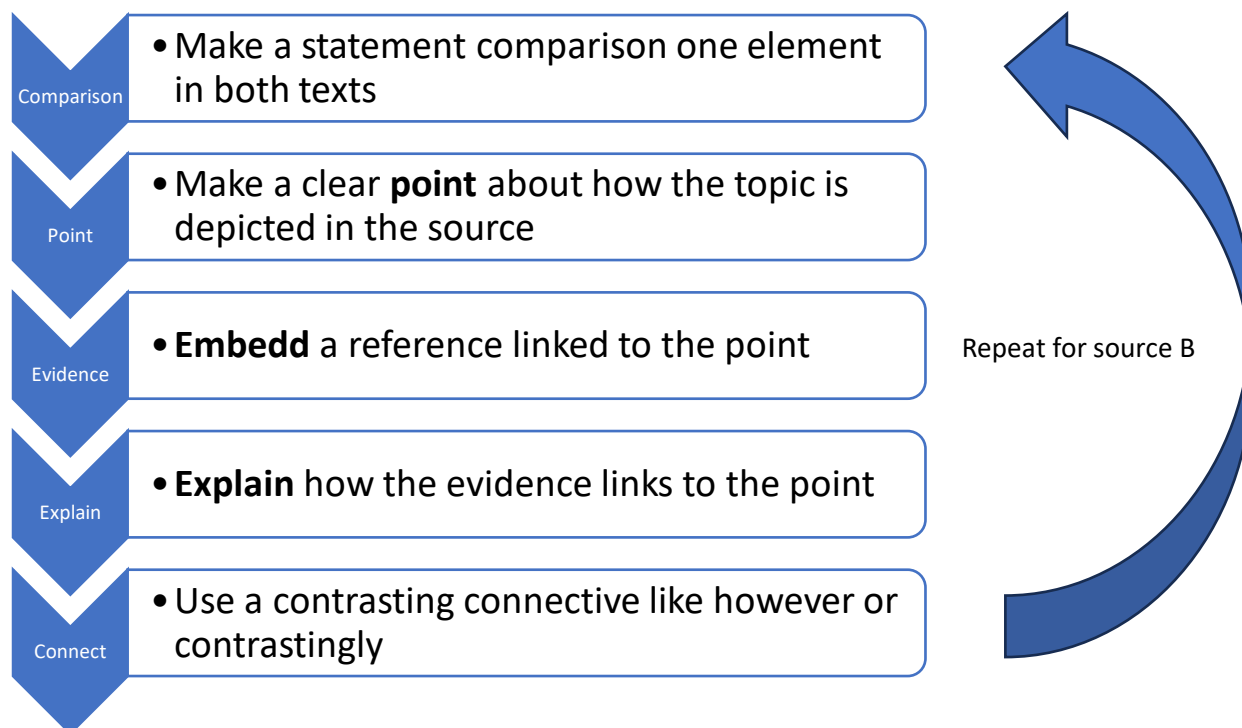 Comparison
• Make a statement comparison one element
in both texts
Point
• Make a clear point about how the topic is
depicted in the source
Evidence
• Embedd a reference linked to the point
Explain
• Explain how the evidence links to the point
Connect
• Use a contrasting connective like however or
contrastingly
Repeat for source B